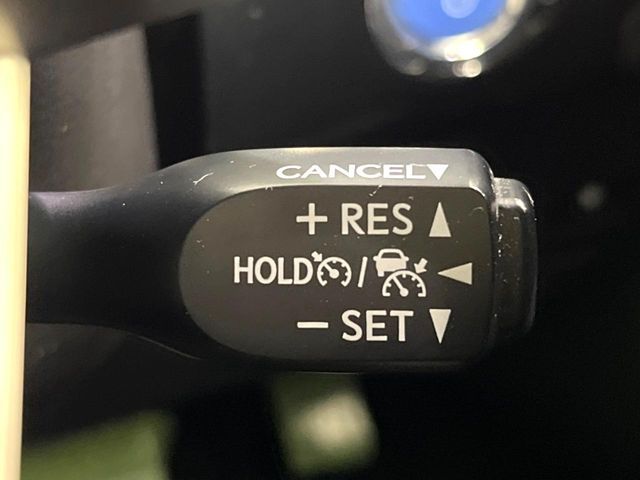 CANCEL▼
+ RES ▲
HOLD / ◀
− SET ▼